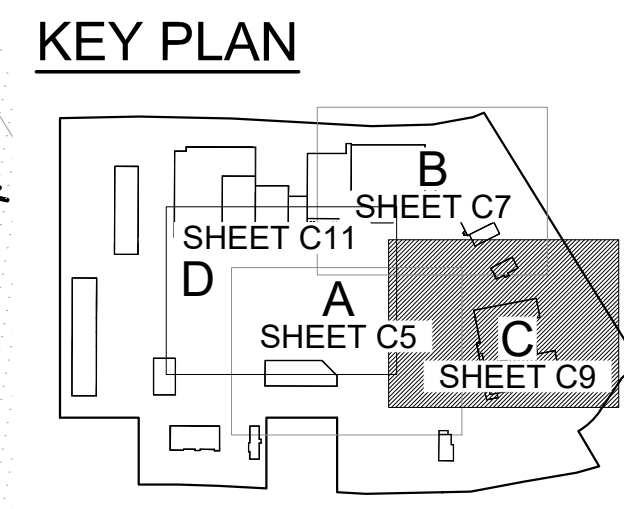 KEY PLAN
B
SHEET C7
SHEET C11
D
A
SHEET C5
C
SHEET C9